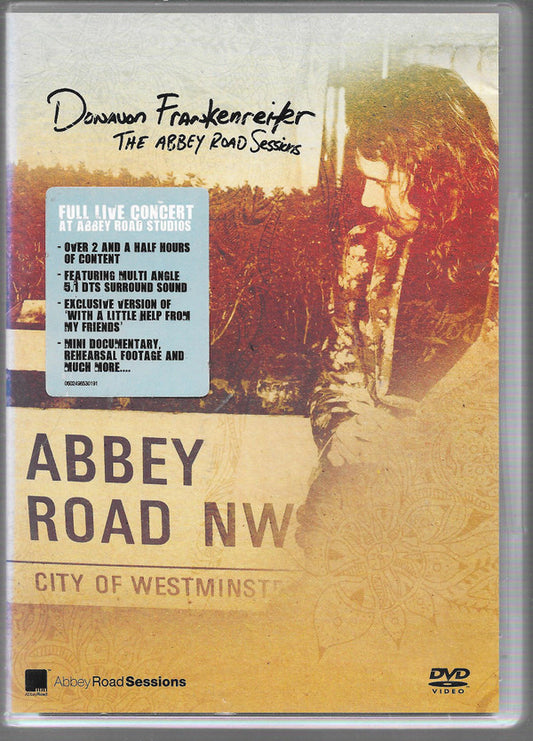 Donavon Frankenreiter
THE ABBEY ROAD Sessions
FULL LIVE CONCERT
AT ABBEY ROAD STUDIOS
- OVER 2 AND A HALF HOURS
OF CONTENT
- FEATURING MULTI ANGLE
5.1 DTS SURROUND SOUND
- EXCLUSIVE VERSION OF
'WITH A LITTLE HELP FROM
MY FRIENDS'
- MINI DOCUMENTARY,
REHEARSAL FOOTAGE AND
MUCH MORE....
0602498530191
ABBEY
ROAD NW
CITY OF WESTMINST
AbbeyRoadSessions
DVD
VIDEO